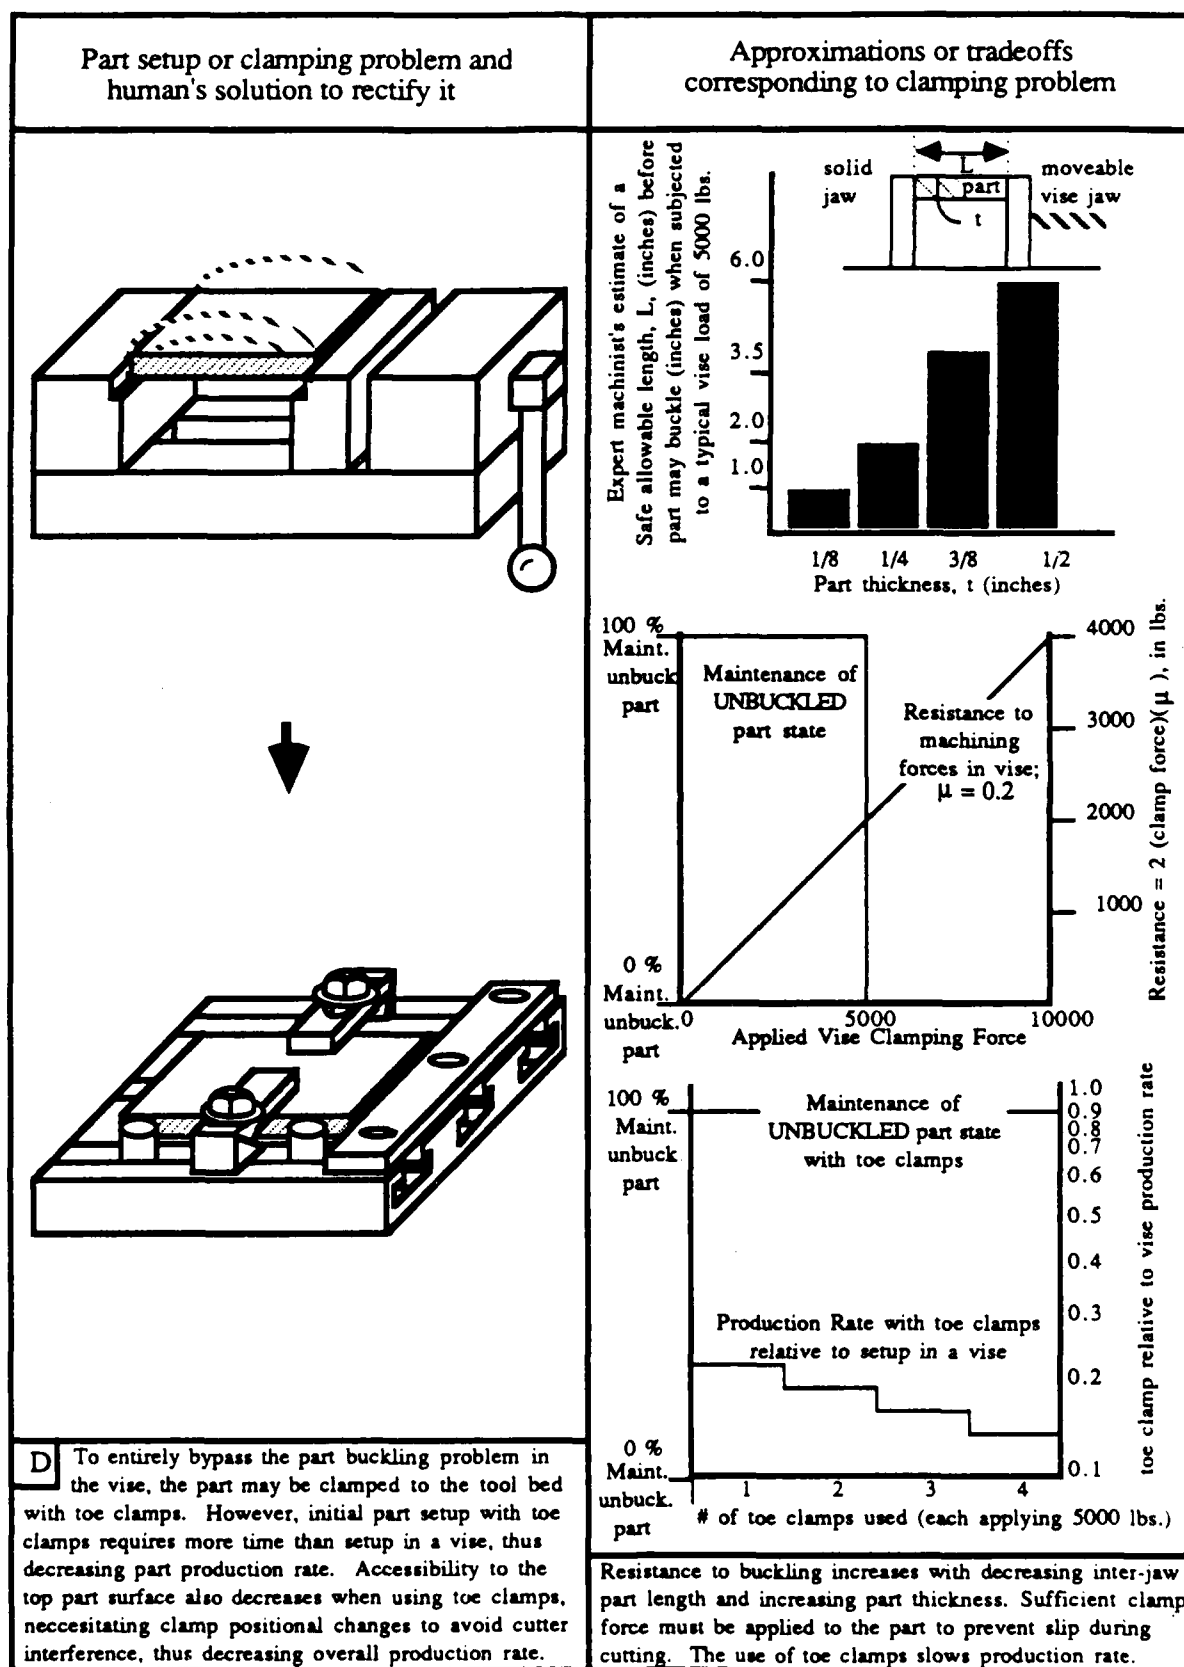 Part setup or clamping problem and
human's solution to rectify it
Approximations or tradeoffs
corresponding to clamping problem
Expert machinist's estimate of a
Safe allowable length, L, (inches) before
part may buckle (inches) when subjected
to a typical vise load of 5000 lbs.
solid
jaw
L
part
t
moveable
vise jaw
6.0
3.5
2.0
1.0
1/8 1/4 3/8 1/2
Part thickness, t (inches)
100 %
Maint.
unbuck
part
Maintenance of
UNBUCKLED
part state
Resistance to
machining
forces in vise;
µ = 0.2
4000
3000
2000
1000
Resistance = 2 (clamp force)(µ ), in lbs.
0 %
Maint.
unbuck.
part
0 5000 10000
Applied Vise Clamping Force
100 %
Maint.
unbuck
part
Maintenance of
UNBUCKLED part state
with toe clamps
Production Rate with toe clamps
relative to setup in a vise
1.0
0.9
0.8
0.7
0.6
0.5
0.4
0.3
0.2
0.1
toe clamp relative to vise production rate
0 %
Maint.
unbuck.
part
1 2 3 4
# of toe clamps used (each applying 5000 lbs.)
D To entirely bypass the part buckling problem in
the vise, the part may be clamped to the tool bed
with toe clamps. However, initial part setup with toe
clamps requires more time than setup in a vise, thus
decreasing part production rate. Accessibility to the
top part surface also decreases when using toe clamps,
neccesitating clamp positional changes to avoid cutter
interference, thus decreasing overall production rate.
Resistance to buckling increases with decreasing inter-jaw
part length and increasing part thickness. Sufficient clamp
force must be applied to the part to prevent slip during
cutting. The use of toe clamps slows production rate.